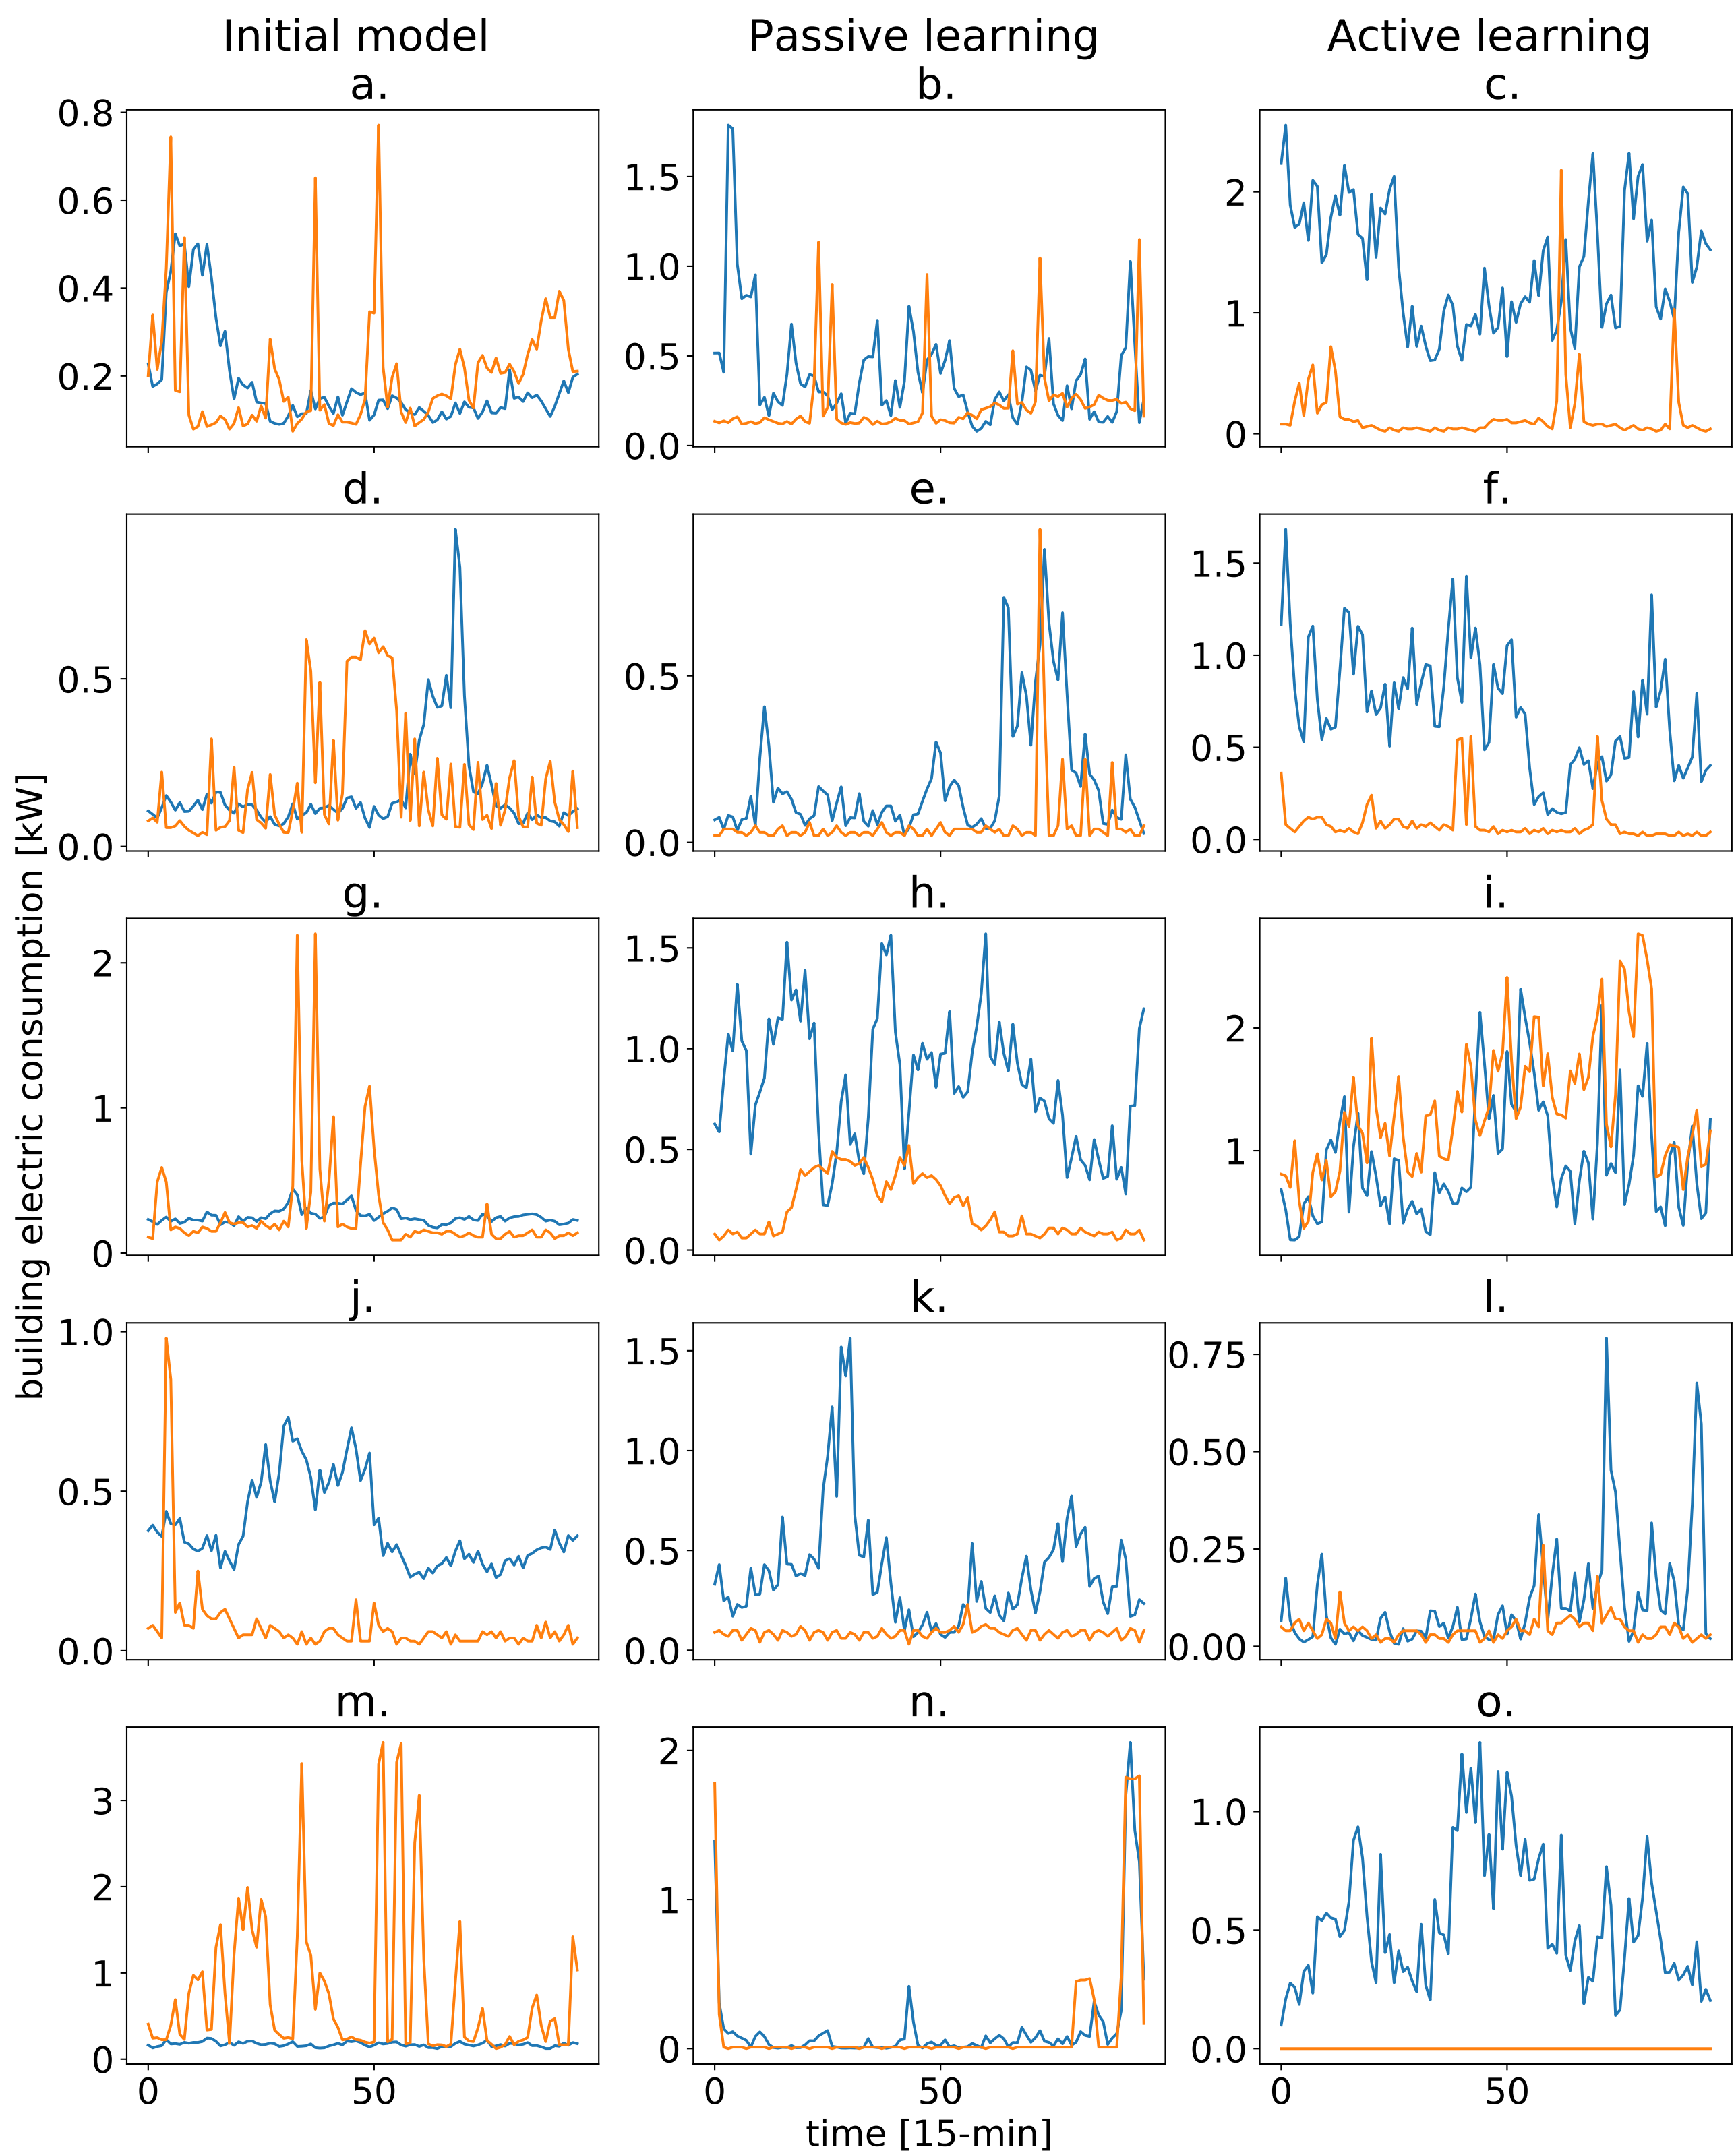 Initial model
Passive learning
Active learning
a.
b.
c.
0.8
0.6
0.4
0.2
1.5
1.0
0.5
0.0
2
1
0
d.
e.
f.
0.5
0.0
0.5
0.0
1.5
1.0
0.5
0.0
g.
h.
i.
2
1
0
1.5
1.0
0.5
0.0
2
1
building electric consumption [kW]
j.
k.
l.
1.0
0.5
0.0
1.5
1.0
0.5
0.0
0.75
0.50
0.25
0.00
m.
n.
o.
3
2
1
0
2
1
0
1.0
0.5
0.0
0 50
0 50
0 50
time [15-min]